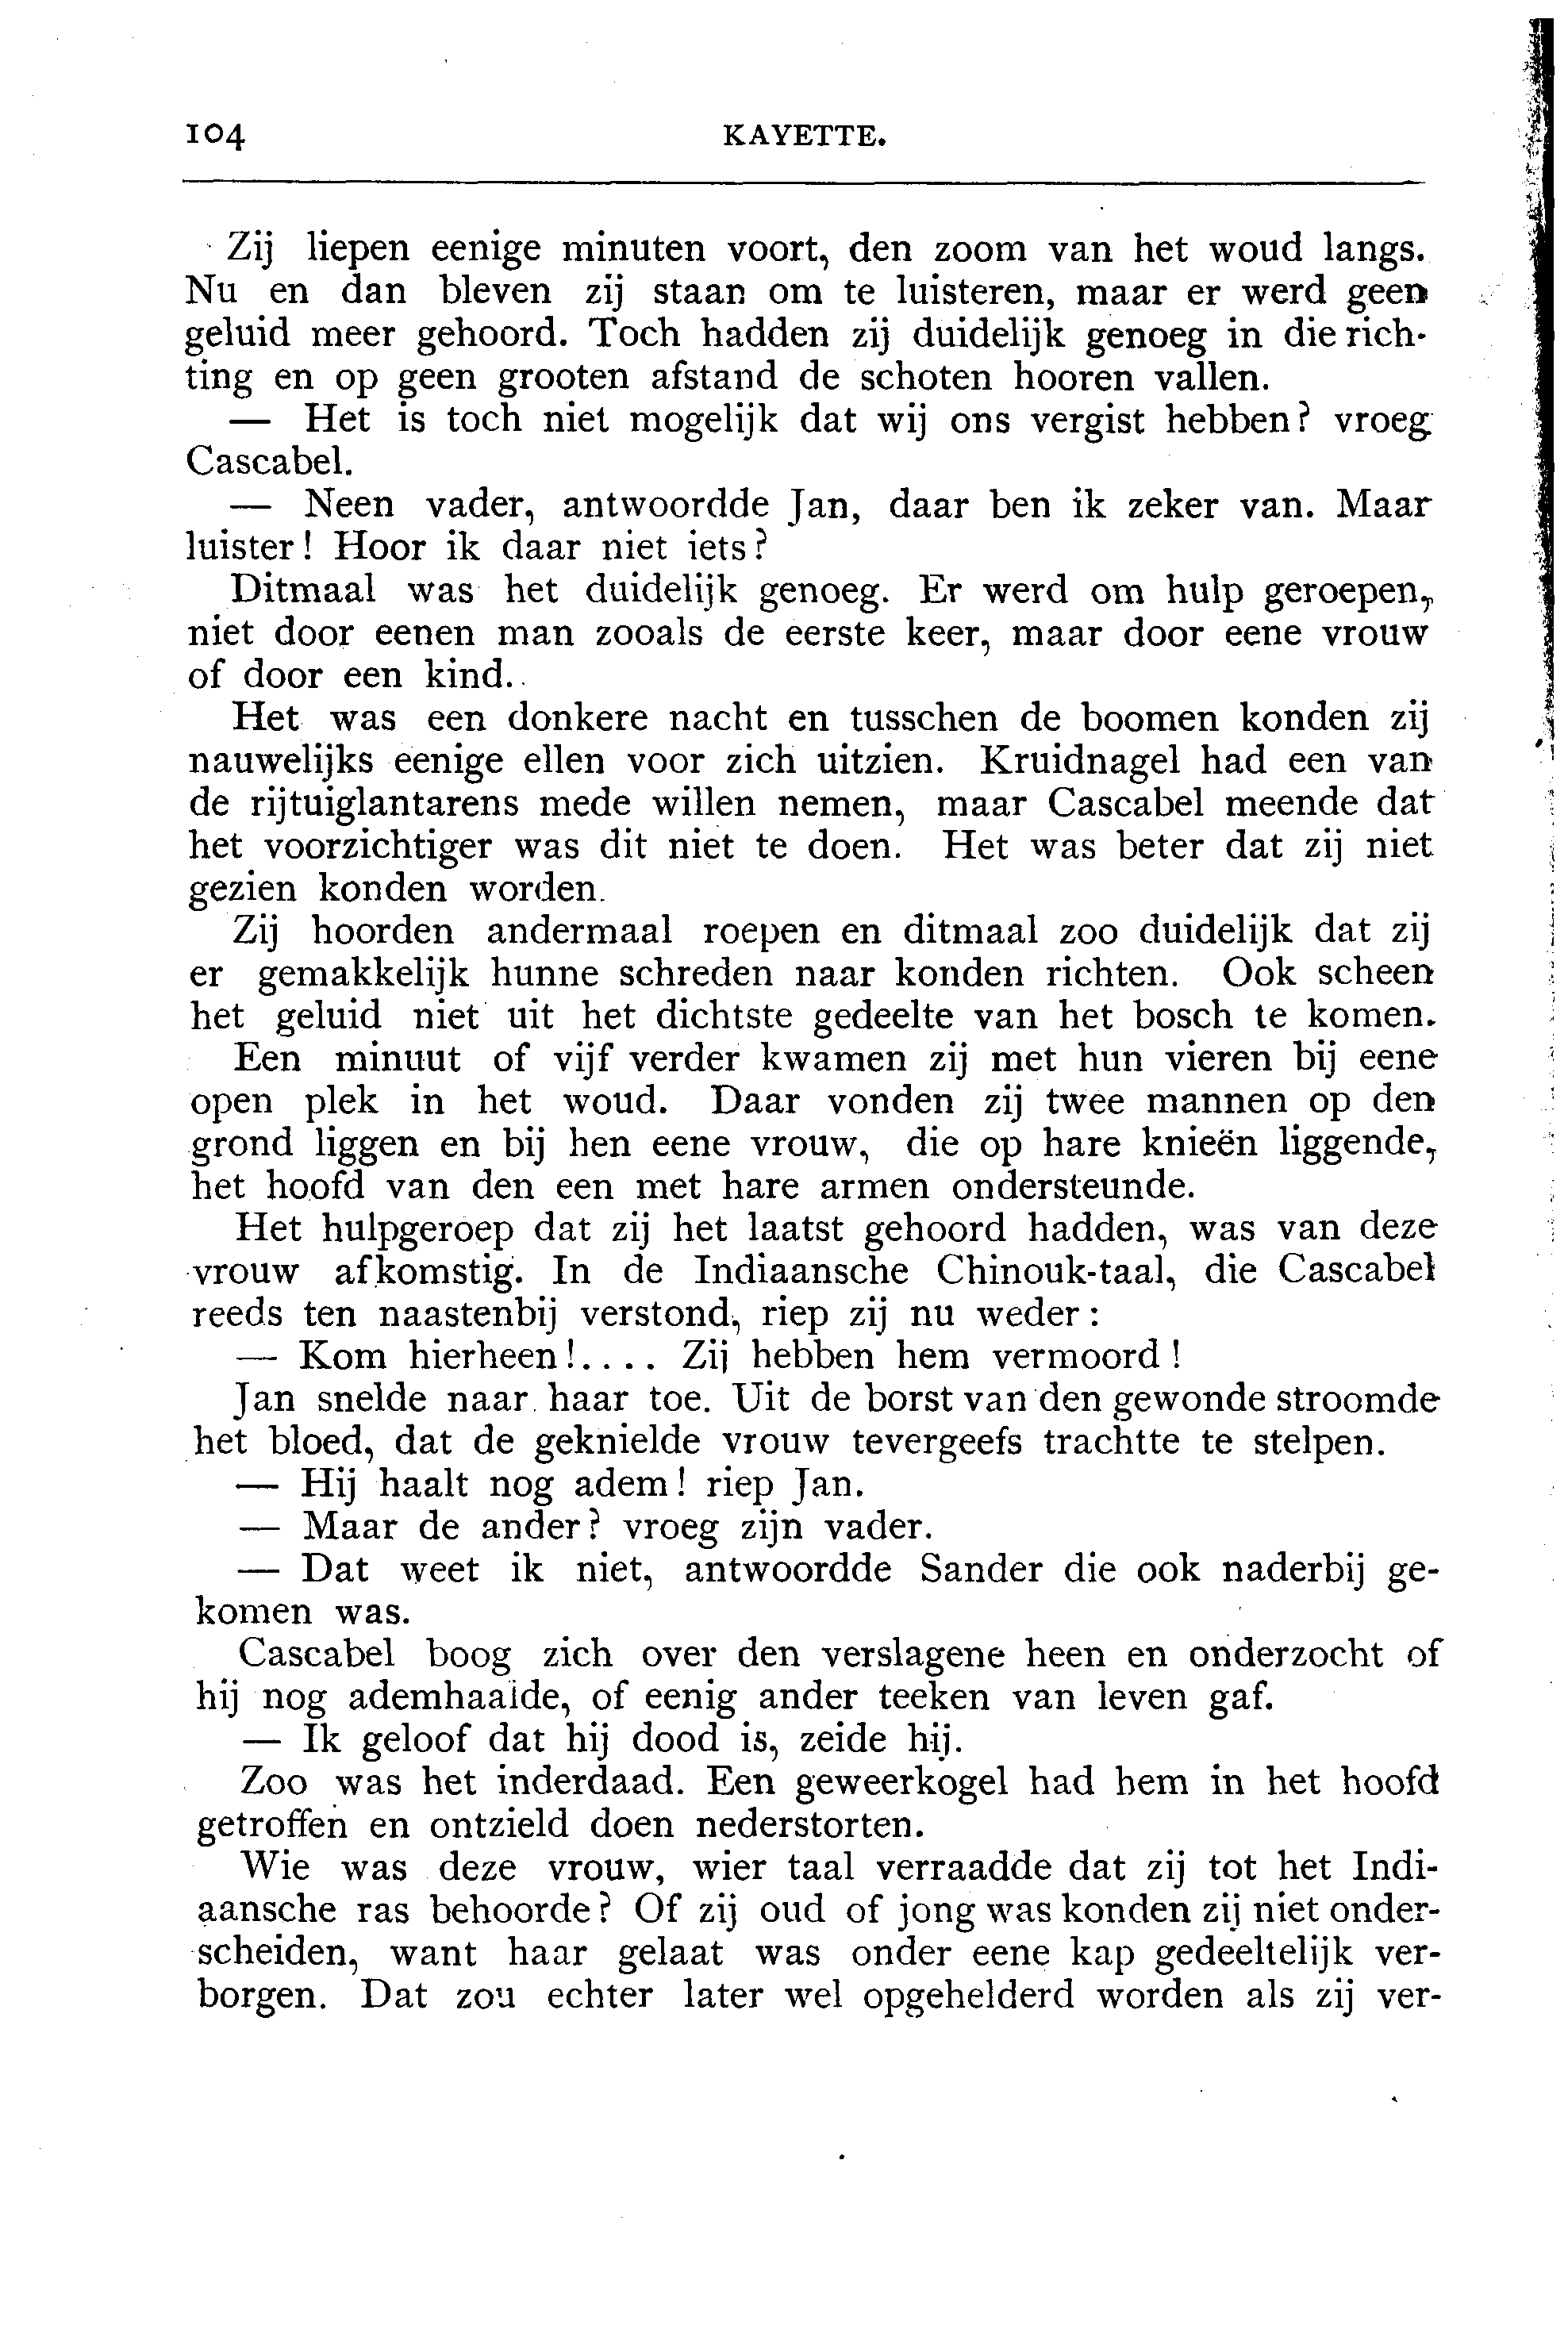 104 KAYETTE.
Zij liepen eenige minuten voort, den zoom van het woud langs.
Nu en dan bleven zij staan om te luisteren, maar er werd geen
geluid meer gehoord. Toch hadden zij duidelijk genoeg in die rich-
ting en op geen grooten afstand de schoten hooren vallen.
— Het is toch niet mogelijk dat wij ons vergist hebben? vroeg
Cascabel.
— Neen vader, antwoordde Jan, daar ben ik zeker van. Maar
luister! Hoor ik daar niet iets?
Ditmaal was het duidelijk genoeg. Er werd om hulp geroepen,
niet door eenen man zooals de eerste keer, maar door eene vrouw
of door een kind.
Het was een donkere nacht en tusschen de boomen konden zij
nauwelijks eenige ellen voor zich uitzien. Kruidnagel had een van
de rijtuiglantarens mede willen nemen, maar Cascabel meende dat
het voorzichtiger was dit niet te doen. Het was beter dat zij niet
gezien konden worden.
Zij hoorden andermaal roepen en ditmaal zoo duidelijk dat zij
er gemakkelijk hunne schreden naar konden richten. Ook scheen
het geluid niet uit het dichtste gedeelte van het bosch te komen.
Een minuut of vijf verder kwamen zij met hun vieren bij eene
open plek in het woud. Daar vonden zij twee mannen op den
grond liggen en bij hen eene vrouw, die op hare knieën liggende,
het hoofd van den een met hare armen ondersteunde.
Het hulpgeroep dat zij het laatst gehoord hadden, was van deze
vrouw afkomstig. In de Indiaansche Chinouk-taal, die Cascabel
reeds ten naastenbij verstond, riep zij nu weder:
— Kom hierheen!.... Zij hebben hem vermoord!
Jan snelde naar haar toe. Uit de borst van den gewonde stroomde
het bloed, dat de geknielde vrouw tevergeefs trachtte te stelpen.
— Hij haalt nog adem! riep Jan.
— Maar de ander? vroeg zijn vader.
— Dat weet ik niet, antwoordde Sander die ook naderbij ge-
komen was.
Cascabel boog zich over den verslagene heen en onderzocht of
hij nog ademhaalde, of eenig ander teeken van leven gaf.
— Ik geloof dat hij dood is, zeide hij.
Zoo was het inderdaad. Een geweerkogel had hem in het hoofd
getroffen en ontzield doen nederstorten.
Wie was deze vrouw, wier taal verraadde dat zij tot het Indi-
aansche ras behoorde? Of zij oud of jong was konden zij niet onder-
scheiden, want haar gelaat was onder eene kap gedeeltelijk ver-
borgen. Dat zou echter later wel opgehelderd worden als zij ver-